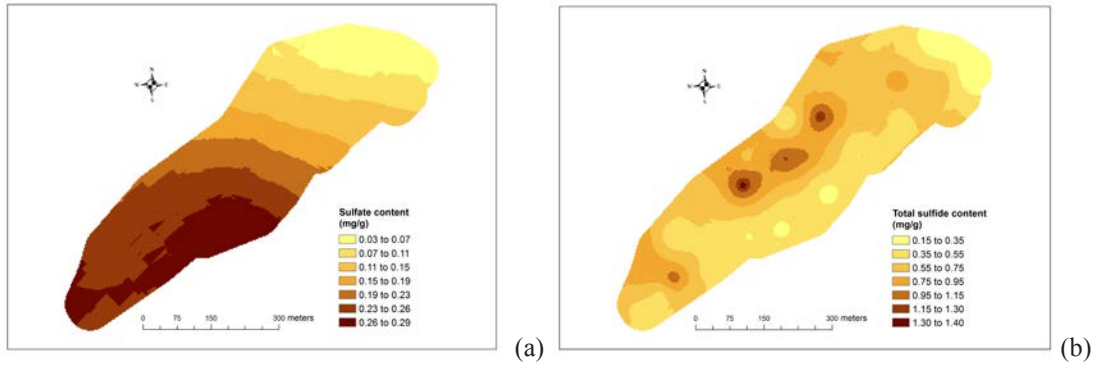 N
W E
S
Sulfate content
(mg/g)
0.03 to 0.07
0.07 to 0.11
0.11 to 0.15
0.15 to 0.19
0.19 to 0.23
0.23 to 0.26
0.26 to 0.29
0 75 150 300 meters
(a)
N
W E
S
Total sulfide content
(mg/g)
0.15 to 0.35
0.35 to 0.55
0.55 to 0.75
0.75 to 0.95
0.95 to 1.15
1.15 to 1.30
1.30 to 1.40
0 75 150 300 meters
(b)